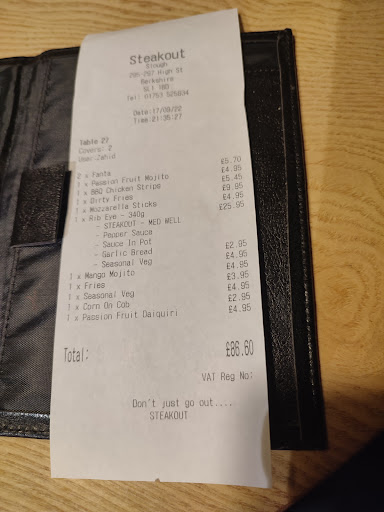 Steakout
Slough
295-297 High St
Berkshire
SL1 1BD
Tel: 01753 525834
Date:11/09/22
Time:21:35:27
Table 22
Covers: 2
User:Zahid
2 x Fanta £5.70
1 x Passion Fruit Mojito £4.95
1 x BBQ Chicken Strips £5.45
1 x Dirty Fries £9.95
1 x Mozzarella Sticks £4.95
1 x Rib Eye - 340g £25.95
- STEAKOUT - MED WELL
- Pepper Sauce
- Sauce In Pot
- Garlic Bread £2.95
- Seasonal Veg £4.95
1 x Mango Mojito £4.95
1 x Fries £3.95
1 x Seasonal Veg £4.95
1 x Corn On Cob £2.95
1 x Passion Fruit Daiquiri £4.95
Total: £86.60
VAT Reg No:
Don't just go out.....
STEAKOUT